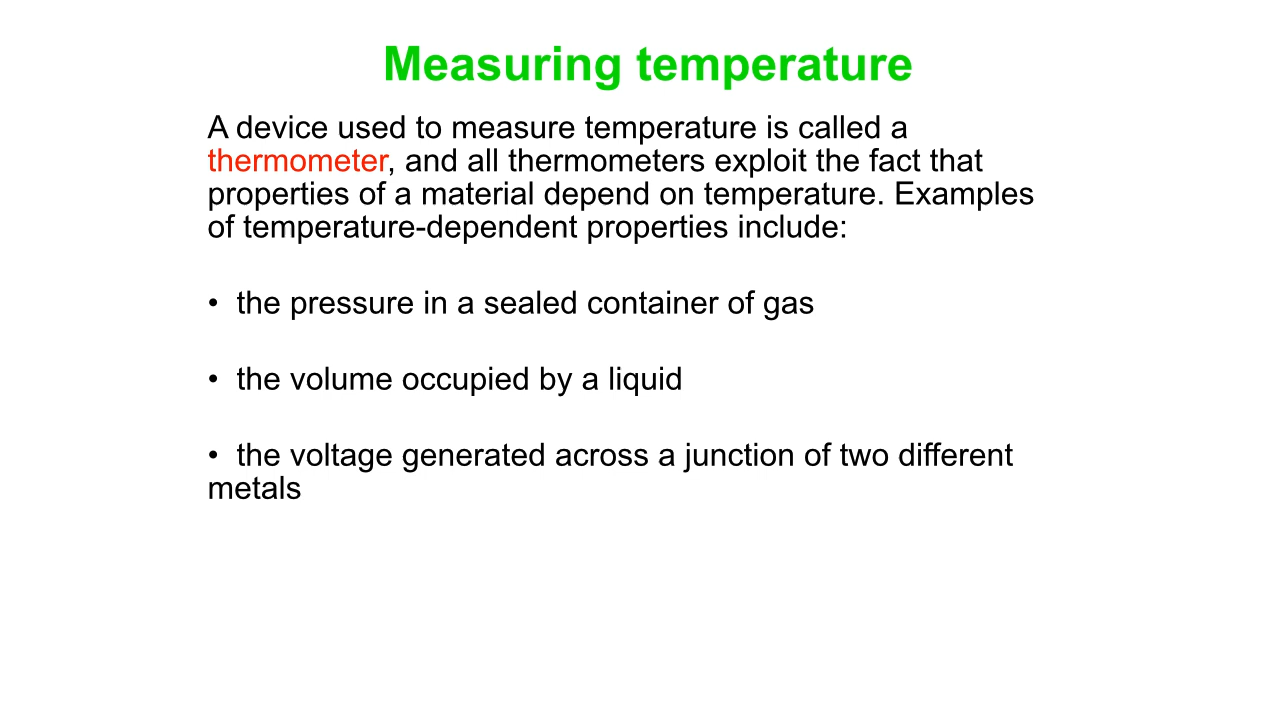 Measuring temperature
A device used to measure temperature is called a
thermometer, and all thermometers exploit the fact that
properties of a material depend on temperature. Examples
of temperature-dependent properties include:
• the pressure in a sealed container of gas
• the volume occupied by a liquid
• the voltage generated across a junction of two different
metals